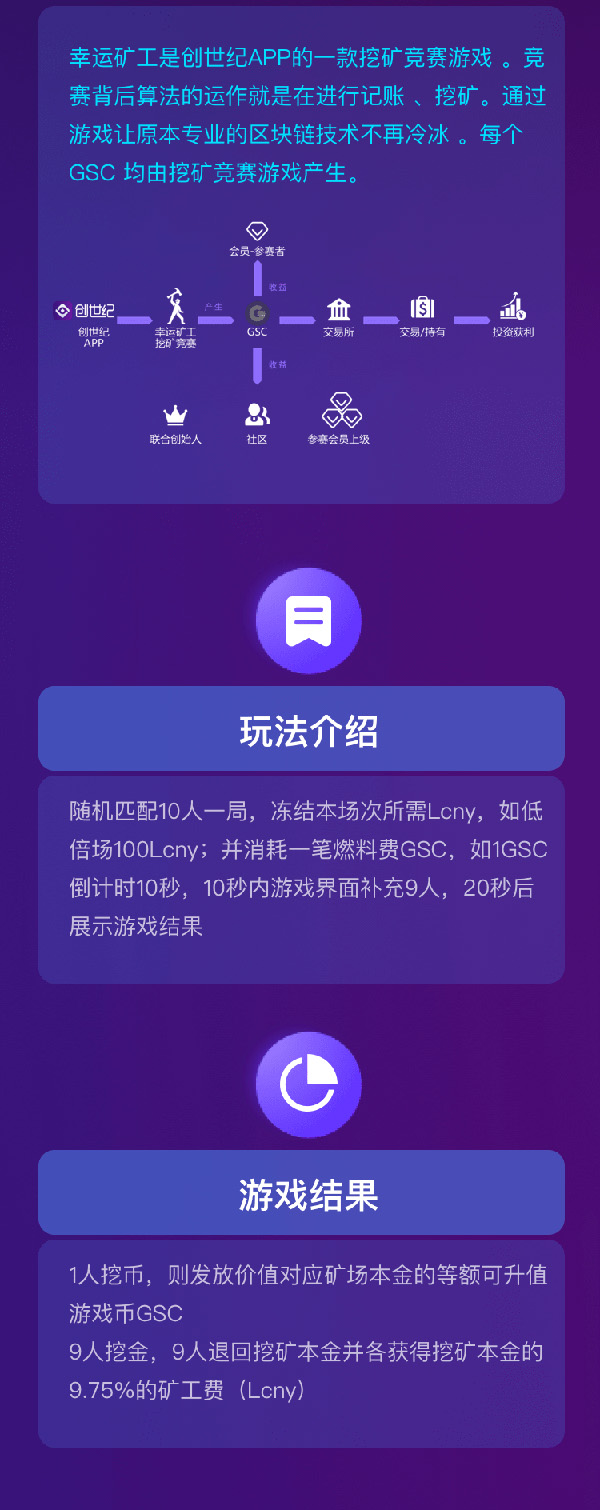 幸运矿工是创世纪APP的一款挖矿竞赛游戏 。竞
赛背后算法的运作就是在进行记账 、挖矿。通过
游戏让原本专业的区块链技术不再冷冰 。每个
GSC 均由挖矿竞赛游戏产生。
会员-参赛者
收益
创世纪
产生
创世纪
APP
幸运矿工
挖矿竞赛
GSC
交易所
交易/持有
投资获利
收益
联合创始人
社区
参赛会员上级
玩法介绍
随机匹配10人一局，冻结本场次所需Lcny，如低
倍场100Lcny；并消耗一笔燃料费GSC，如1GSC
倒计时10秒，10秒内游戏界面补充9人，20秒后
展示游戏结果
游戏结果
1人挖币，则发放价值对应矿场本金的等额可升值
游戏币GSC
9人挖金，9人退回挖矿本金并各获得挖矿本金的
9.75%的矿工费（Lcny）